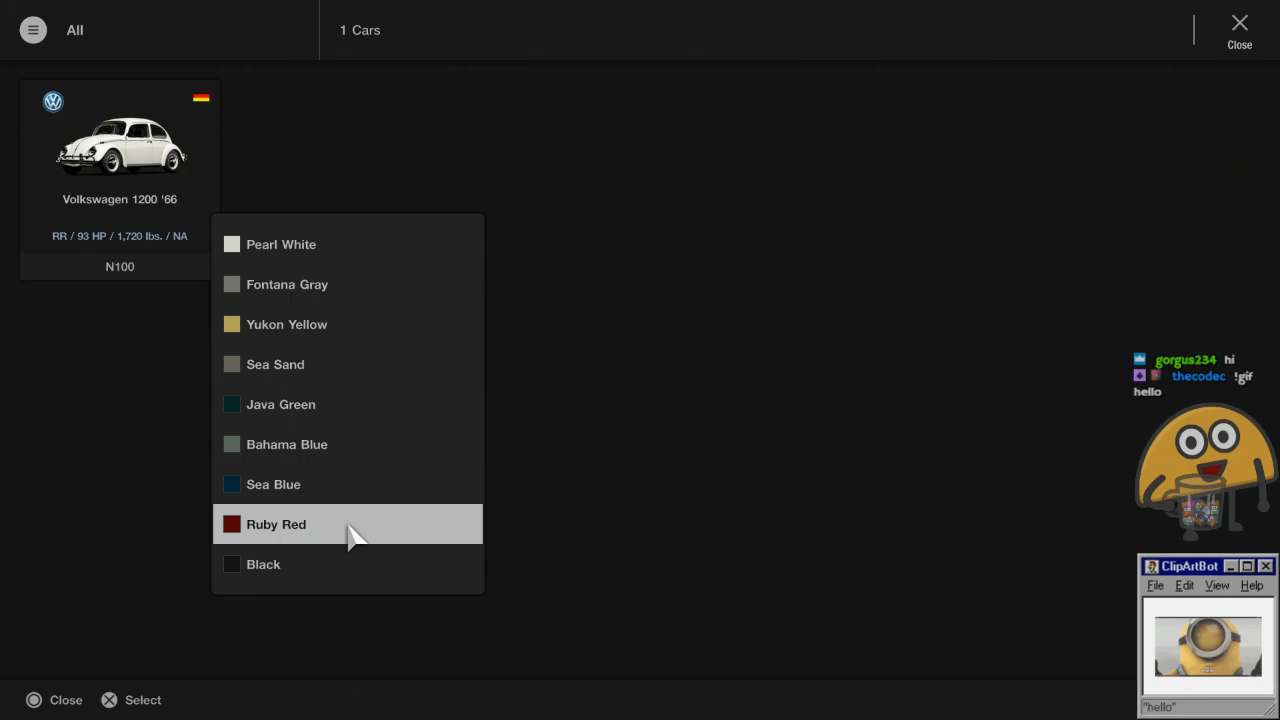 All
1 Cars
Close
Volkswagen 1200 '66
RR / 93 HP / 1,720 lbs. / NA
N100
Pearl White
Fontana Gray
Yukon Yellow
Sea Sand
Java Green
Bahama Blue
Sea Blue
Ruby Red
Black
gorgus234 hi
thecodec !gif
hello
ClipArtBot
File Edit View Help
"hello"
Close
Select